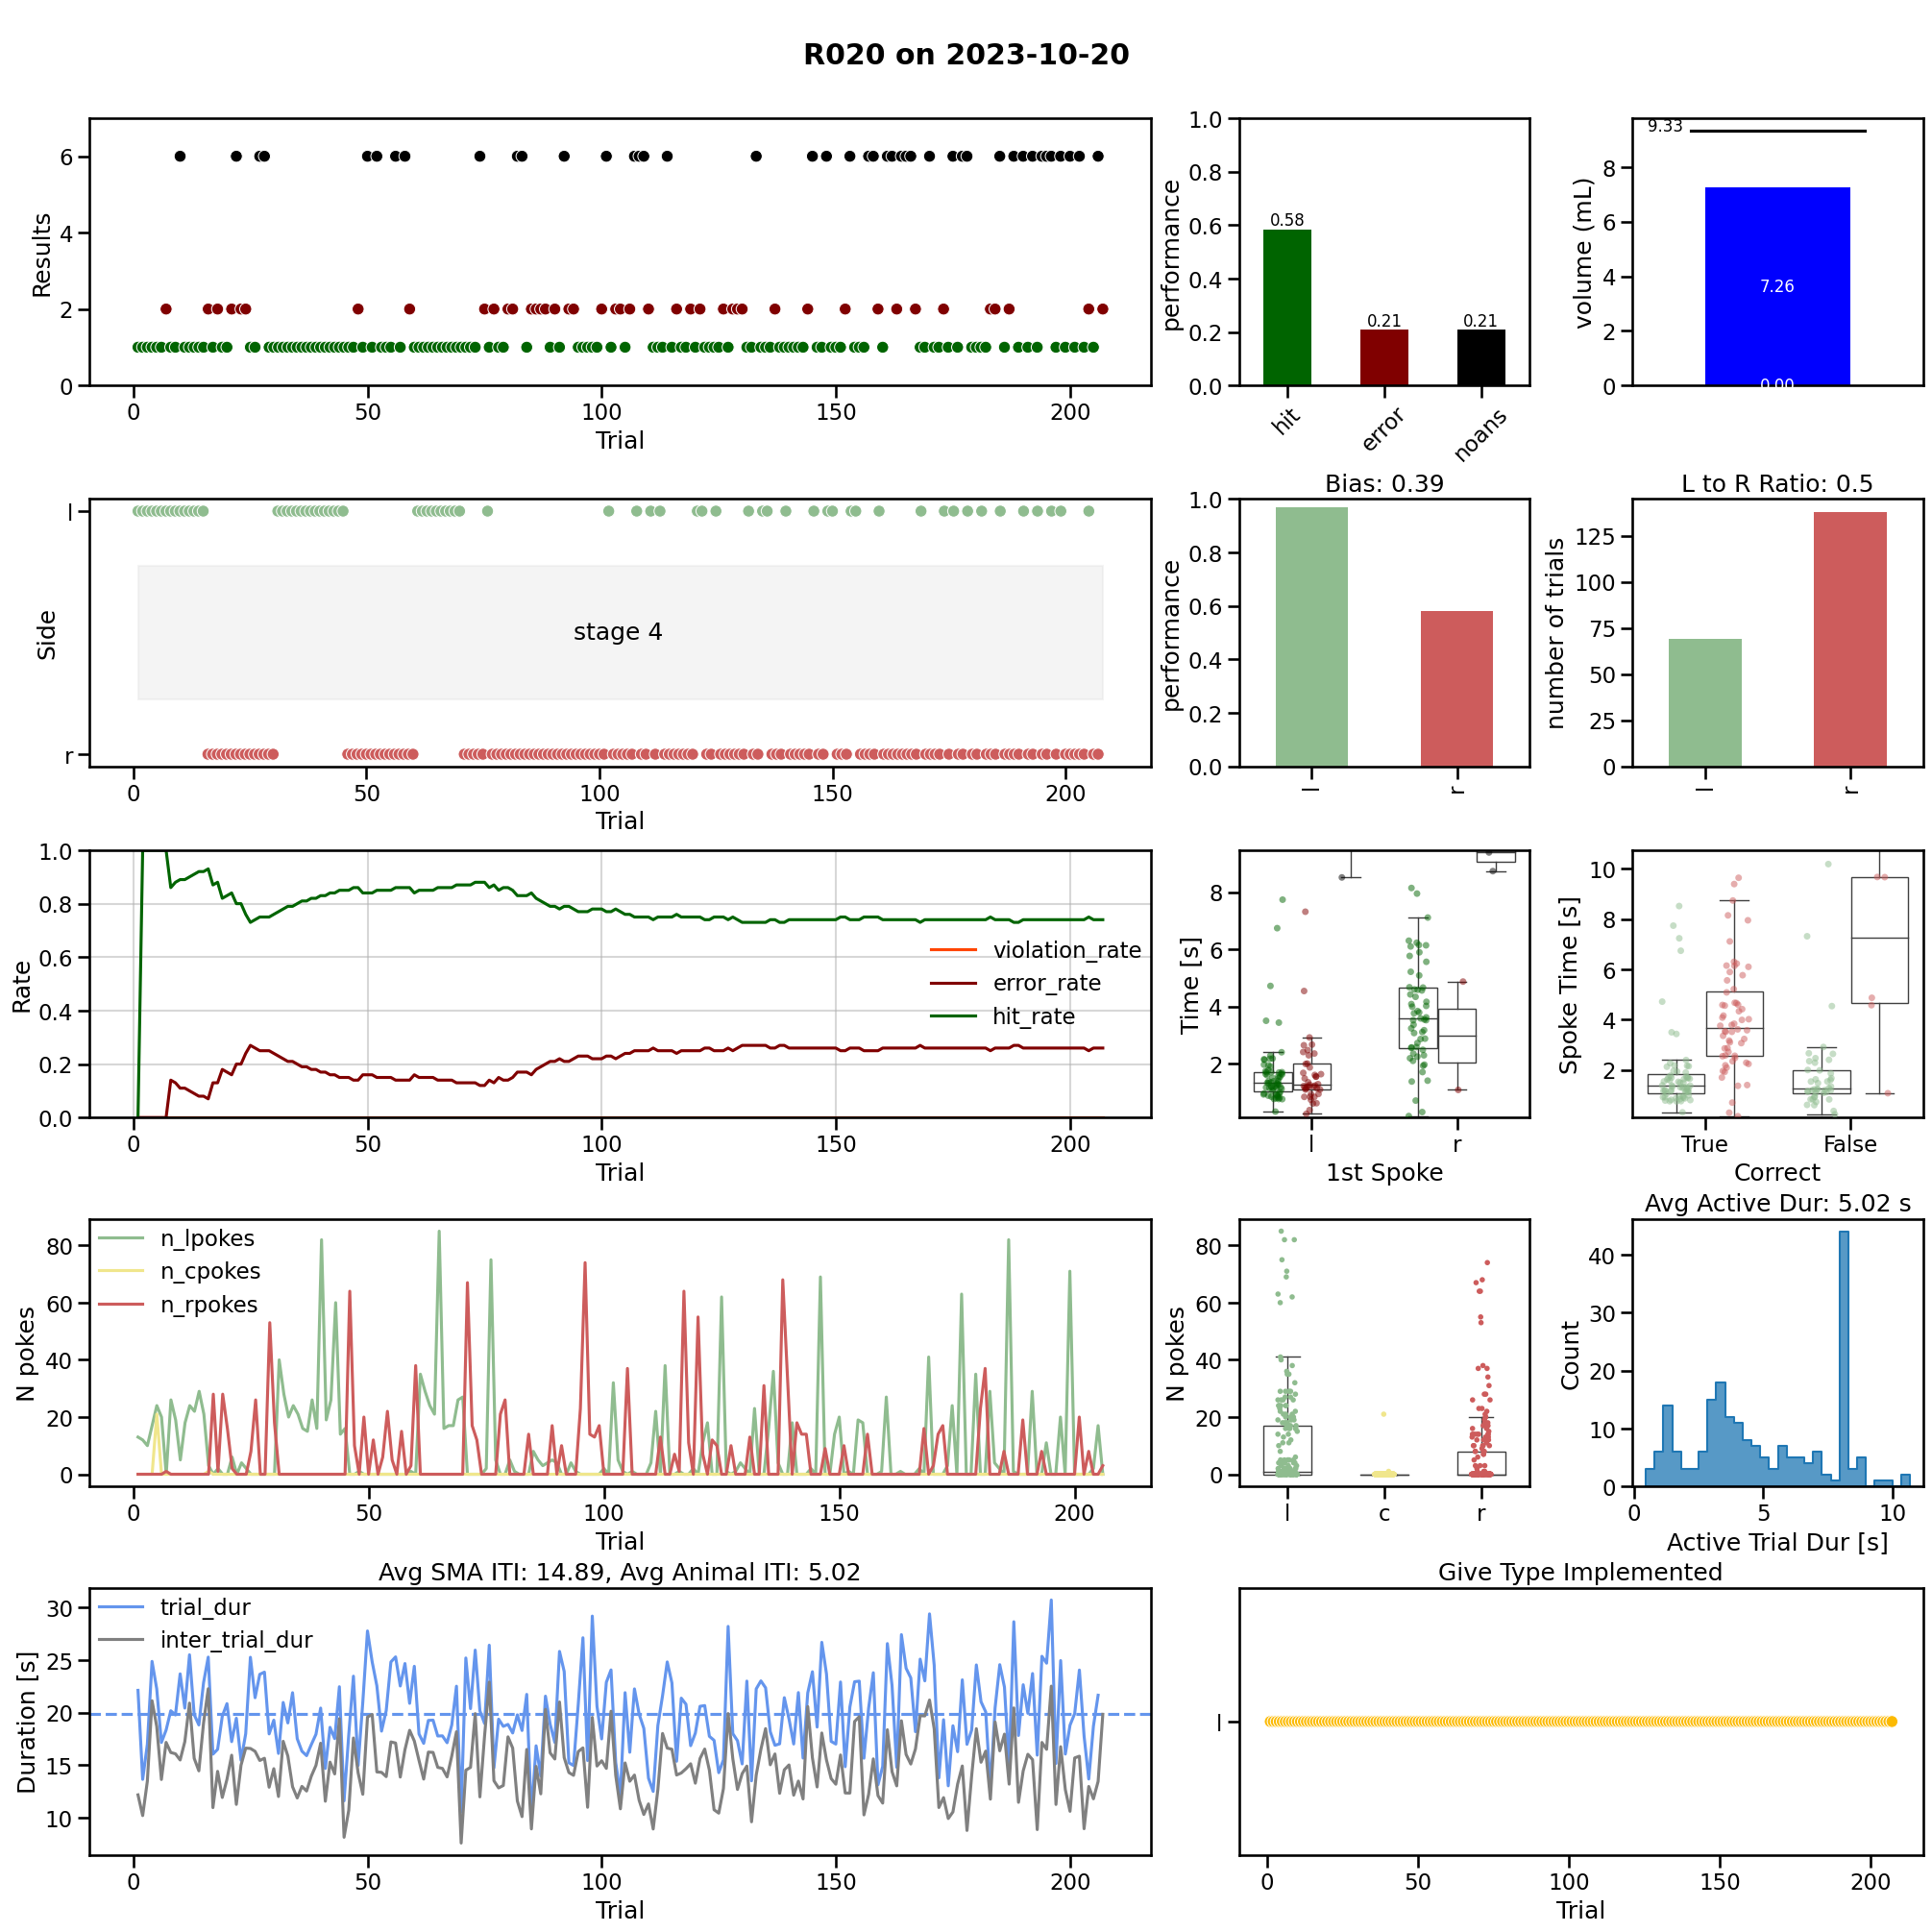 R020 on 2023-10-20
Results
6
4
2
0
0
50
100
150
200
Trial
performance
1.0
0.8
0.6
0.4
0.2
0.0
0.58
0.21
0.21
hit
error
noans
volume (mL)
8
6
4
2
0
9.33
7.26
0.00
Side
l
r
stage 4
0
50
100
150
200
Trial
Bias: 0.39
performance
1.0
0.8
0.6
0.4
0.2
0.0
l
r
L to R Ratio: 0.5
number of trials
125
100
75
50
25
0
l
r
Rate
1.0
0.8
0.6
0.4
0.2
0.0
violation_rate
error_rate
hit_rate
0
50
100
150
200
Trial
Time [s]
8
6
4
2
l
r
1st Spoke
Spoke Time [s]
10
8
6
4
2
True
False
Correct
N pokes
80
60
40
20
0
n_lpokes
n_cpokes
n_rpokes
0
50
100
150
200
Trial
N pokes
80
60
40
20
0
l
c
r
Avg Active Dur: 5.02 s
Count
40
30
20
10
0
0
5
10
Active Trial Dur [s]
Avg SMA ITI: 14.89, Avg Animal ITI: 5.02
Duration [s]
30
25
20
15
10
trial_dur
inter_trial_dur
0
50
100
150
200
Trial
Give Type Implemented
l
0
50
100
150
200
Trial